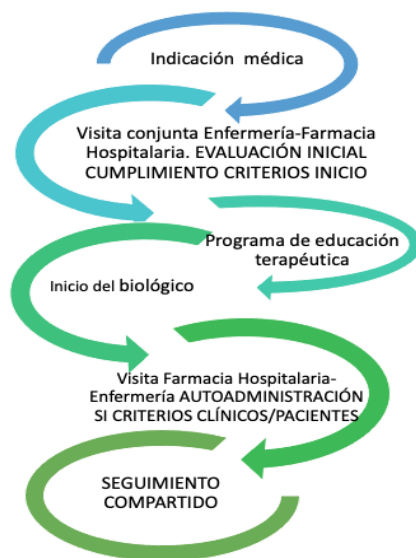 Indicación médica
Visita conjunta Enfermería-Farmacia
Hospitalaria. EVALUACIÓN INICIAL
CUMPLIMIENTO CRITERIOS INICIO
Programa de educación
terapéutica
Inicio del biológico
Visita Farmacia Hospitalaria-
Enfermería AUTOADMINISTRACIÓN
SI CRITERIOS CLÍNICOS/PACIENTES
SEGUIMIENTO
COMPARTIDO